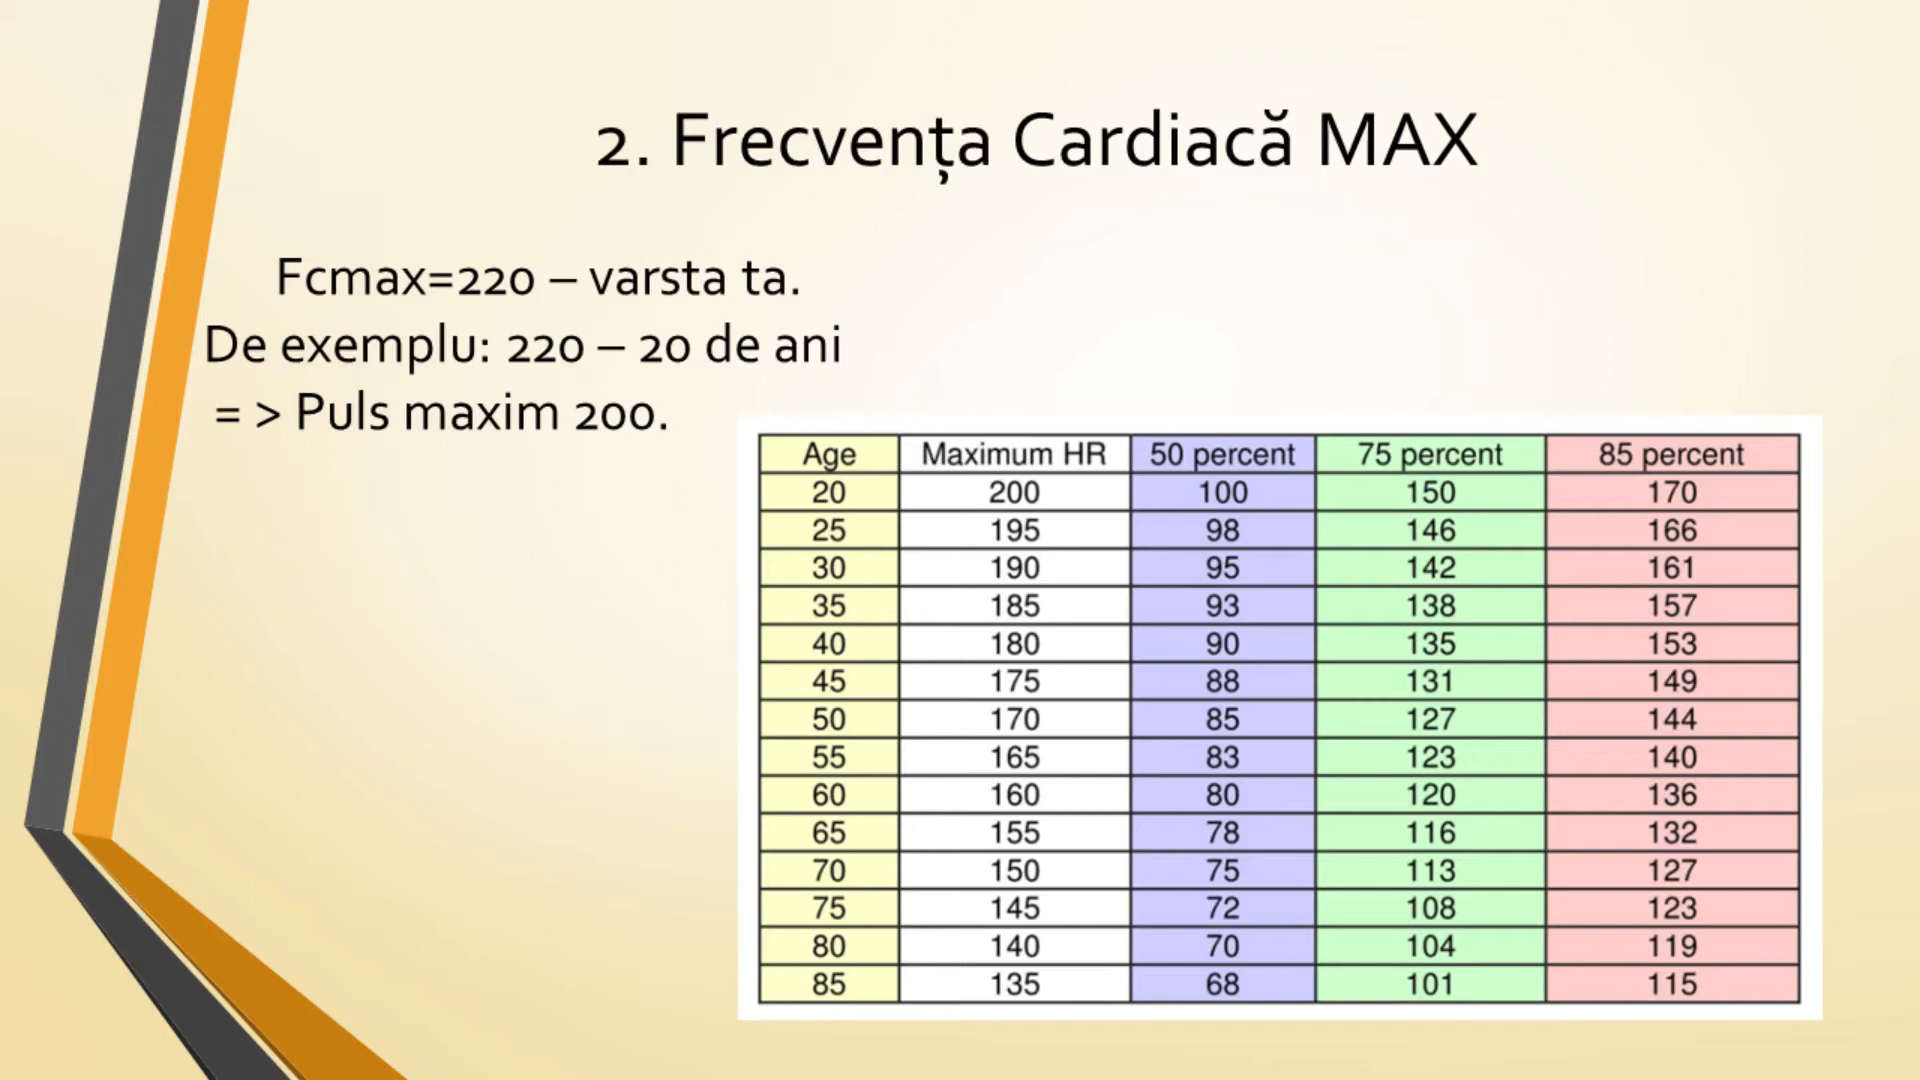 2. Frecvența Cardiacă MAX
Fcmax=220 – varsta ta.
De exemplu: 220 – 20 de ani
= > Puls maxim 200.
Age Maximum HR 50 percent 75 percent 85 percent
20 200 100 150 170
25 195 98 146 166
30 190 95 142 161
35 185 93 138 157
40 180 90 135 153
45 175 88 131 149
50 170 85 127 144
55 165 83 123 140
60 160 80 120 136
65 155 78 116 132
70 150 75 113 127
75 145 72 108 123
80 140 70 104 119
85 135 68 101 115